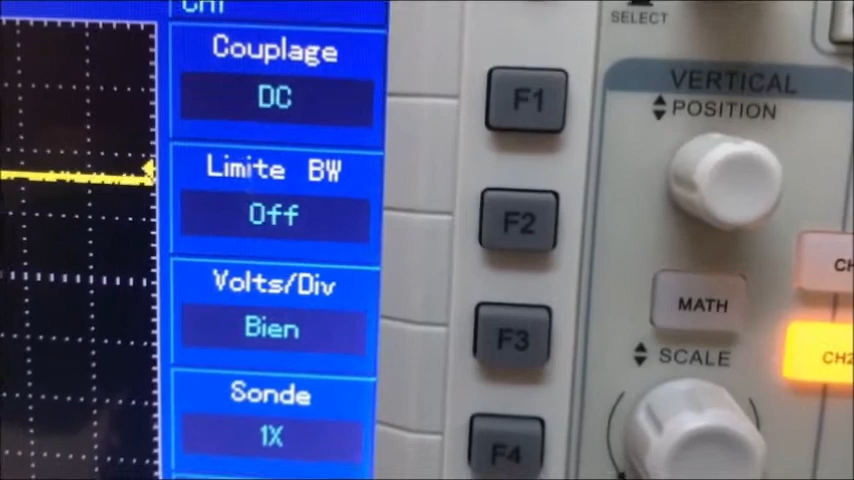 CH1
Couplage
DC
Limite BW
Off
Volts/Div
Bien
Sonde
1X
F1
F2
F3
F4
SELECT
VERTICAL
POSITION
MATH
SCALE
CH2